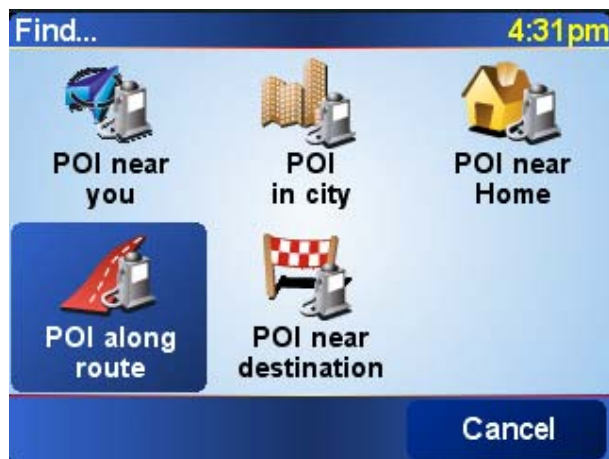 Find...
4:31pm
POI near
you
POI
in city
POI near
Home
POI along
route
POI near
destination
Cancel